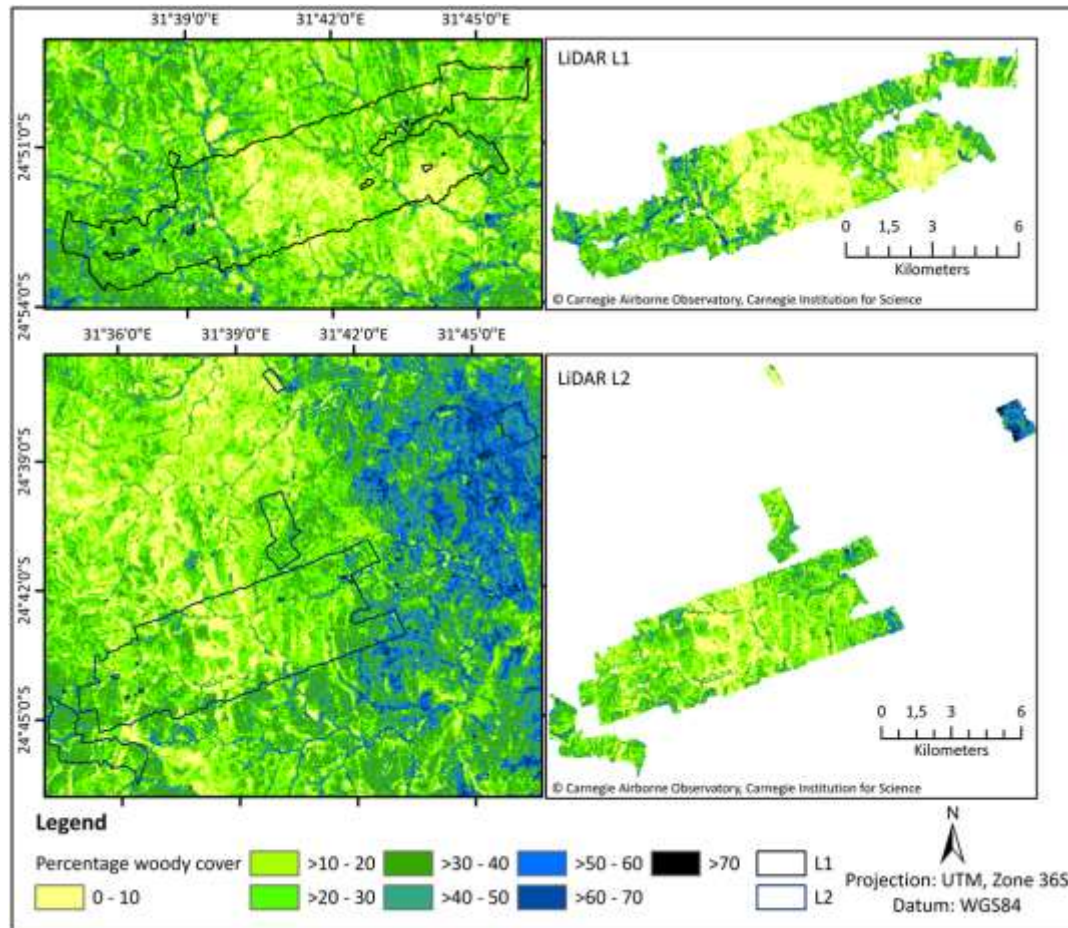 31°39'0"E 31°42'0"E 31°45'0"E
LiDAR L1
24°51'0"S
24°54'0"S
0 1,5 3 6
Kilometers
© Carnegie Airborne Observatory, Carnegie Institution for Science
31°36'0"E 31°39'0"E 31°42'0"E 31°45'0"E
LiDAR L2
24°39'0"S
24°42'0"S
24°45'0"S
0 1,5 3 6
Kilometers
© Carnegie Airborne Observatory, Carnegie Institution for Science
Legend
N
Percentage woody cover >10 - 20 >30 - 40 >50 - 60 >70 L1
Projection: UTM, Zone 36S
0 - 10 >20 - 30 >40 - 50 >60 - 70 L2
Datum: WGS84